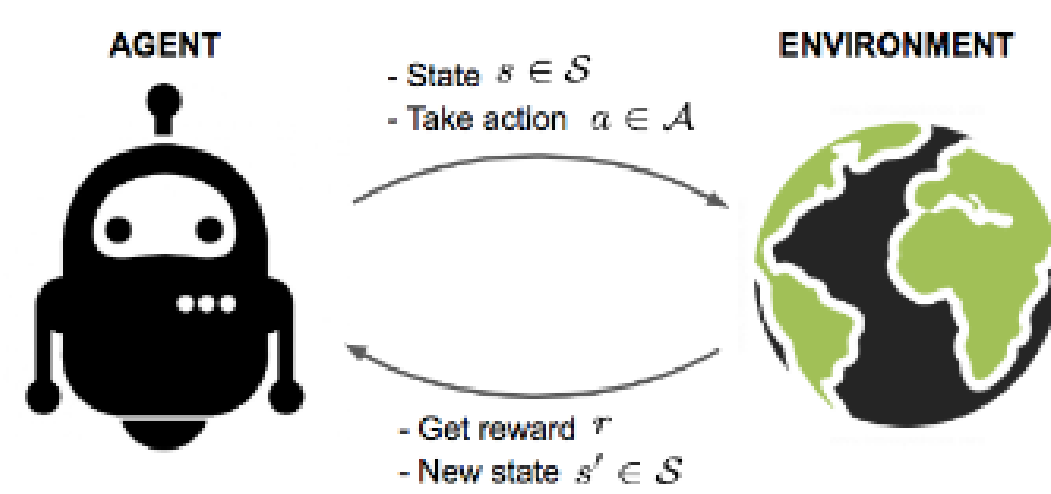 AGENT
ENVIRONMENT
- State s ∈ 𝒮
- Take action a ∈ 𝒜
- Get reward r
- New state s′ ∈ 𝒮